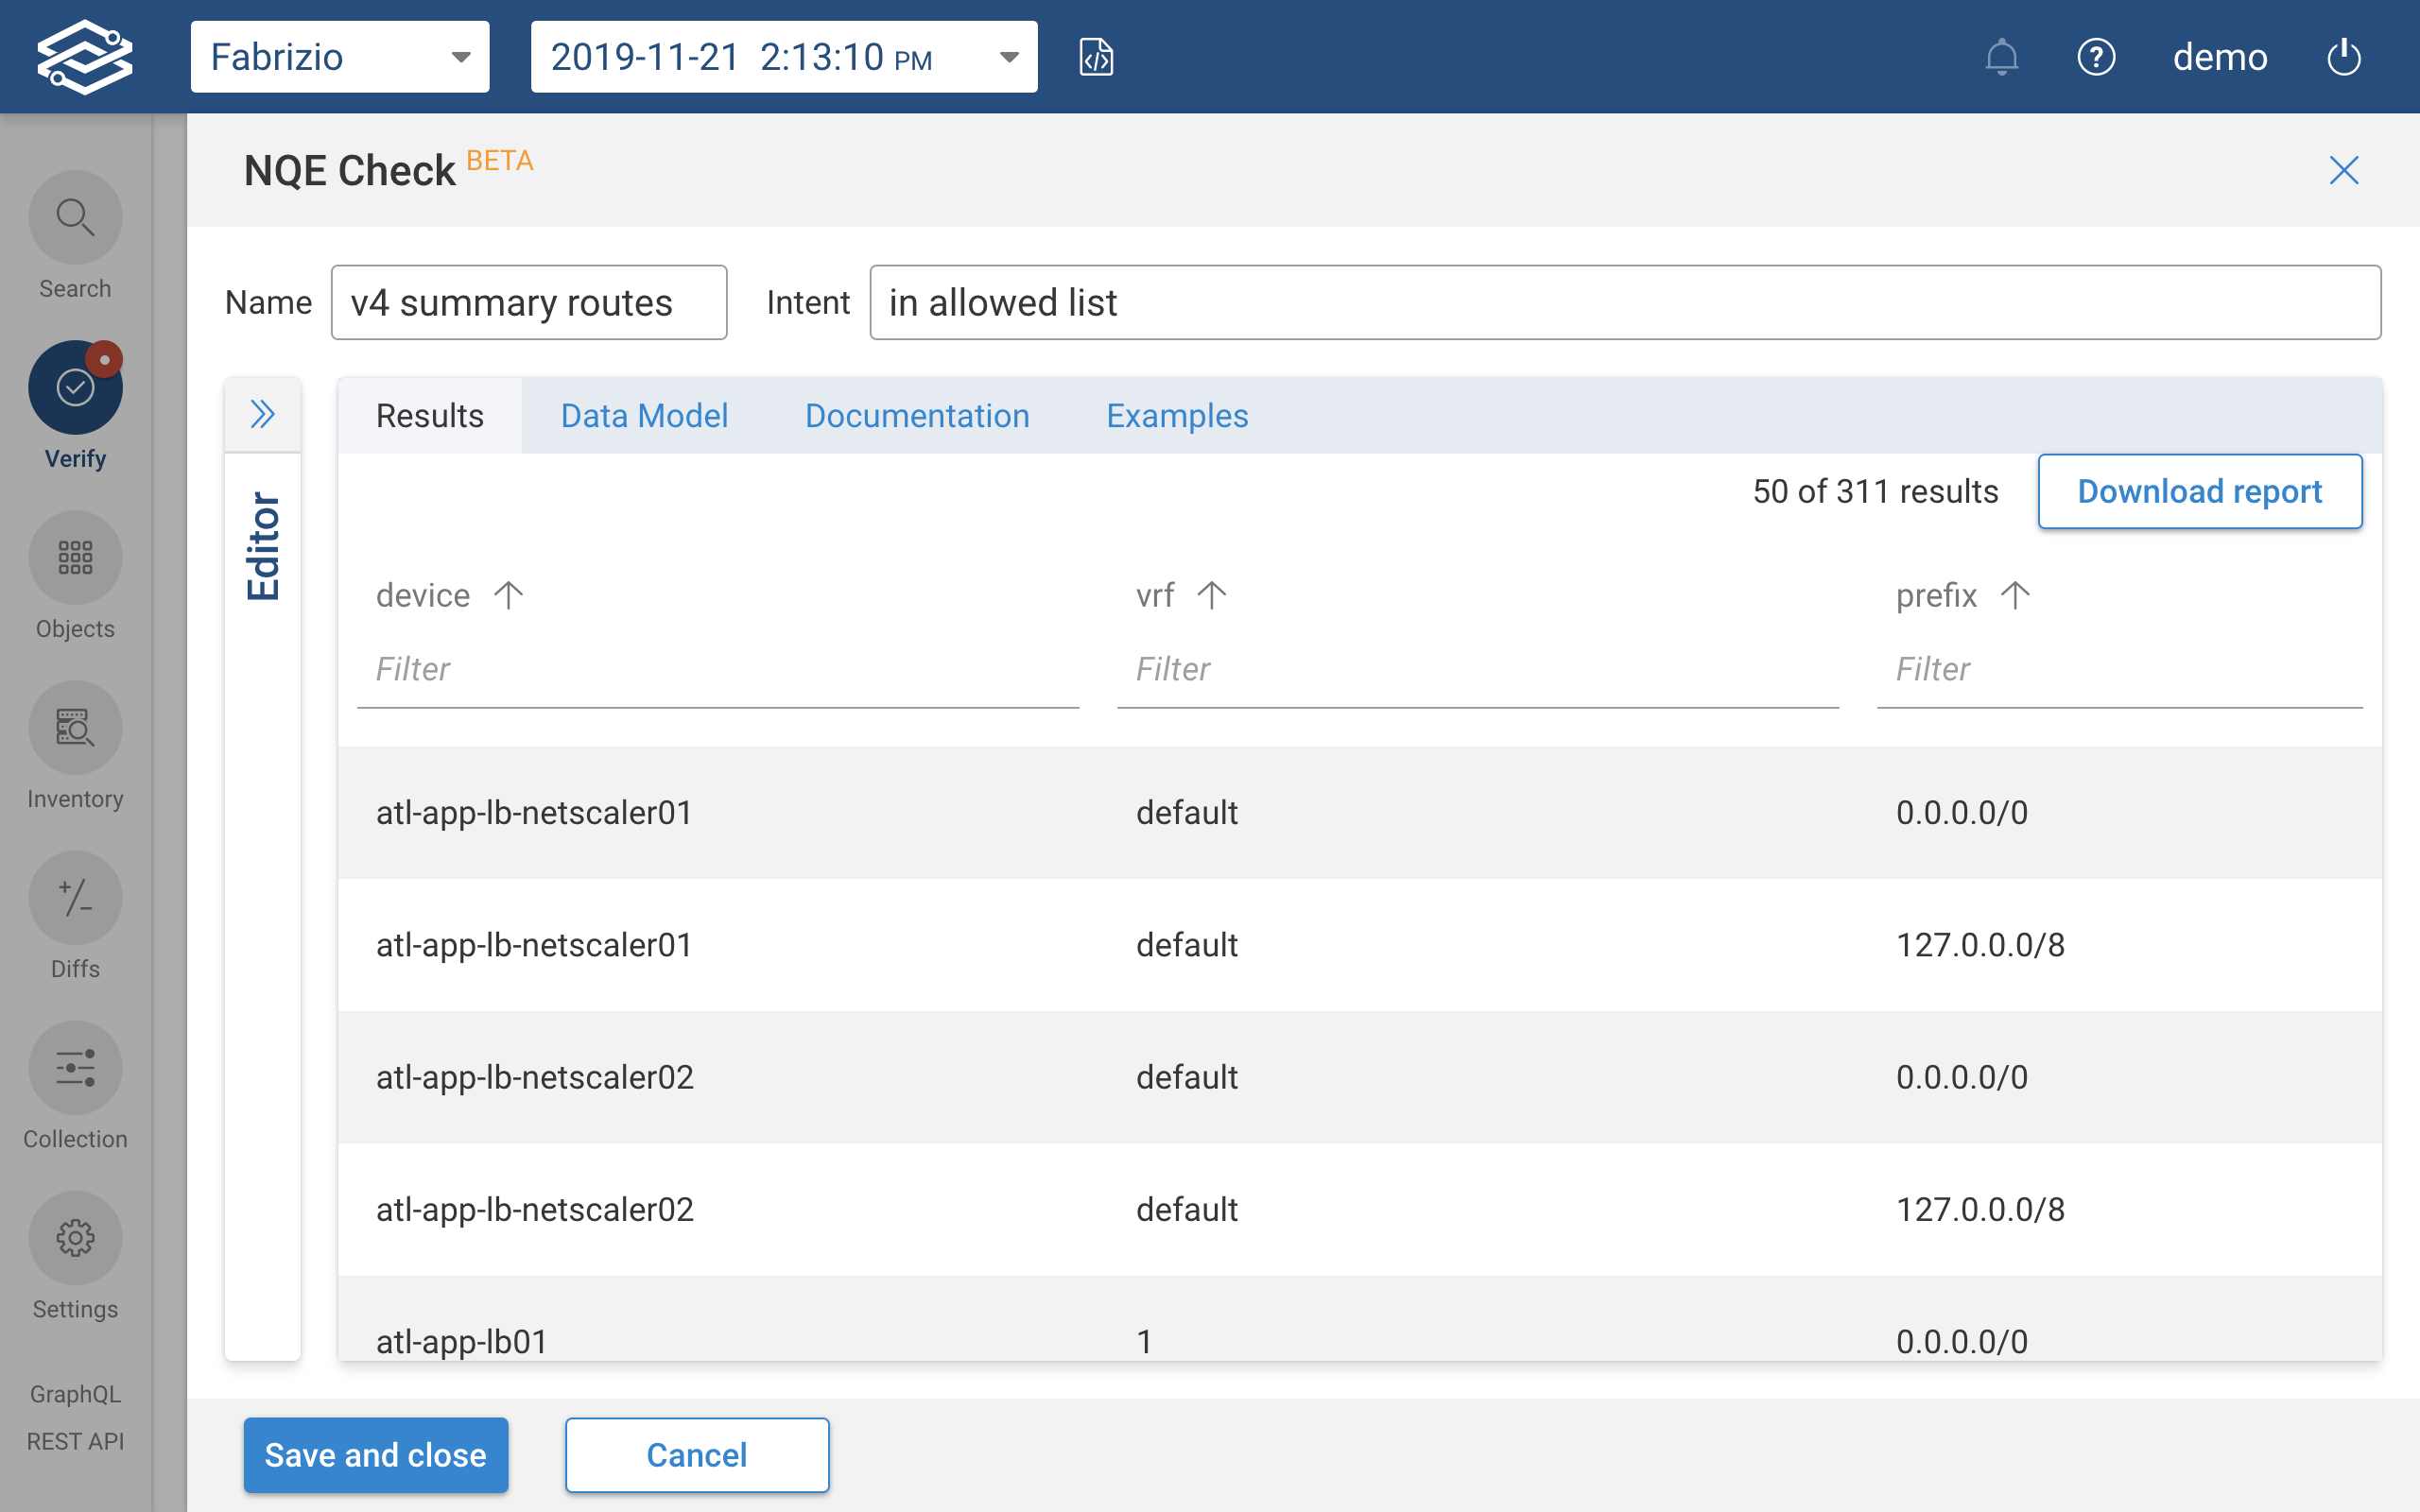 Fabrizio
2019-11-21 2:13:10 PM
demo
NQE Check BETA
Search
Verify
Objects
Inventory
Diffs
Collection
Settings
GraphQL
REST API
Name
v4 summary routes
Intent
in allowed list
Editor
Results
Data Model
Documentation
Examples
50 of 311 results
Download report
device
vrf
prefix
Filter
Filter
Filter
atl-app-lb-netscaler01 default 0.0.0.0/0
atl-app-lb-netscaler01 default 127.0.0.0/8
atl-app-lb-netscaler02 default 0.0.0.0/0
atl-app-lb-netscaler02 default 127.0.0.0/8
atl-app-lb01 1 0.0.0.0/0
Save and close
Cancel